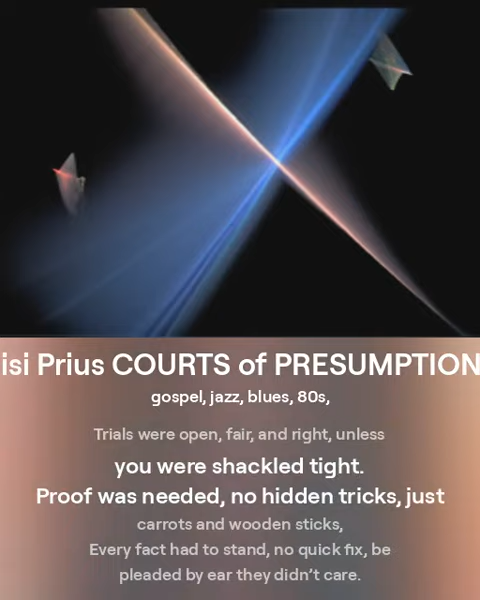 isi Prius COURTS of PRESUMPTION
gospel, jazz, blues, 80s,
Trials were open, fair, and right, unless
you were shackled tight.
Proof was needed, no hidden tricks, just
carrots and wooden sticks,
Every fact had to stand, no quick fix, be
pleaded by ear they didn’t care.